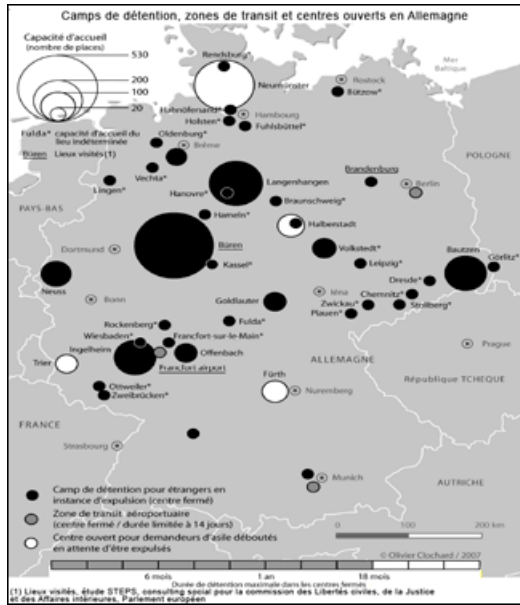 Camps de détention, zones de transit et centres ouverts en Allemagne
Capacité d'accueil
(nombre de places)
530
200
100
20
Fulda* capacité d'accueil du
lieu indéterminée
Büren Lieux visités(1)
Rendsburg*
Neumünster
Rostock
Bützow*
Mer
Baltique
Hahnöfersand*
Hambourg
Holsten*
Fuhlsbüttel*
Oldenburg*
Brême
POLOGNE
Vechta*
Lingen*
Langenhangen
Hanovre*
Brandenburg
Berlin
Braunschweig*
PAYS-BAS
Hameln*
Halberstadt
Dortmund
Büren
Volkstedt*
Bautzen
Görlitz*
Kassel*
Leipzig*
Neuss
Dresde*
Bonn
Goldlauter
Iéna
Chemnitz*
Zwickau*
Stollberg*
Plauen*
Rockenberg*
Fulda*
Wiesbaden*
Francfort-sur-le-Main*
Ingelheim
Offenbach
ALLEMAGNE
Prague
Trier
Francfort airport
Fürth
République TCHEQUE
Ottweiler*
Zweibrücken*
Nuremberg
FRANCE
Strasbourg
Munich
AUTRICHE
Camp de détention pour étrangers en
instance d'expulsion (centre fermé)
Zone de transit aéroportuaire
(centre fermé / durée limitée à 14 jours)
Centre ouvert pour demandeurs d'asile déboutés
en attente d'être expulsés
0 100 200 km
© Olivier Clochard / 2007
6 mois 1 an 18 mois
Durée de détention maximale dans les centres fermés
(1) Lieux visités, étude STEPS, consulting social pour la commission des Libertés civiles, de la Justice
et des Affaires intérieures, Parlement européen